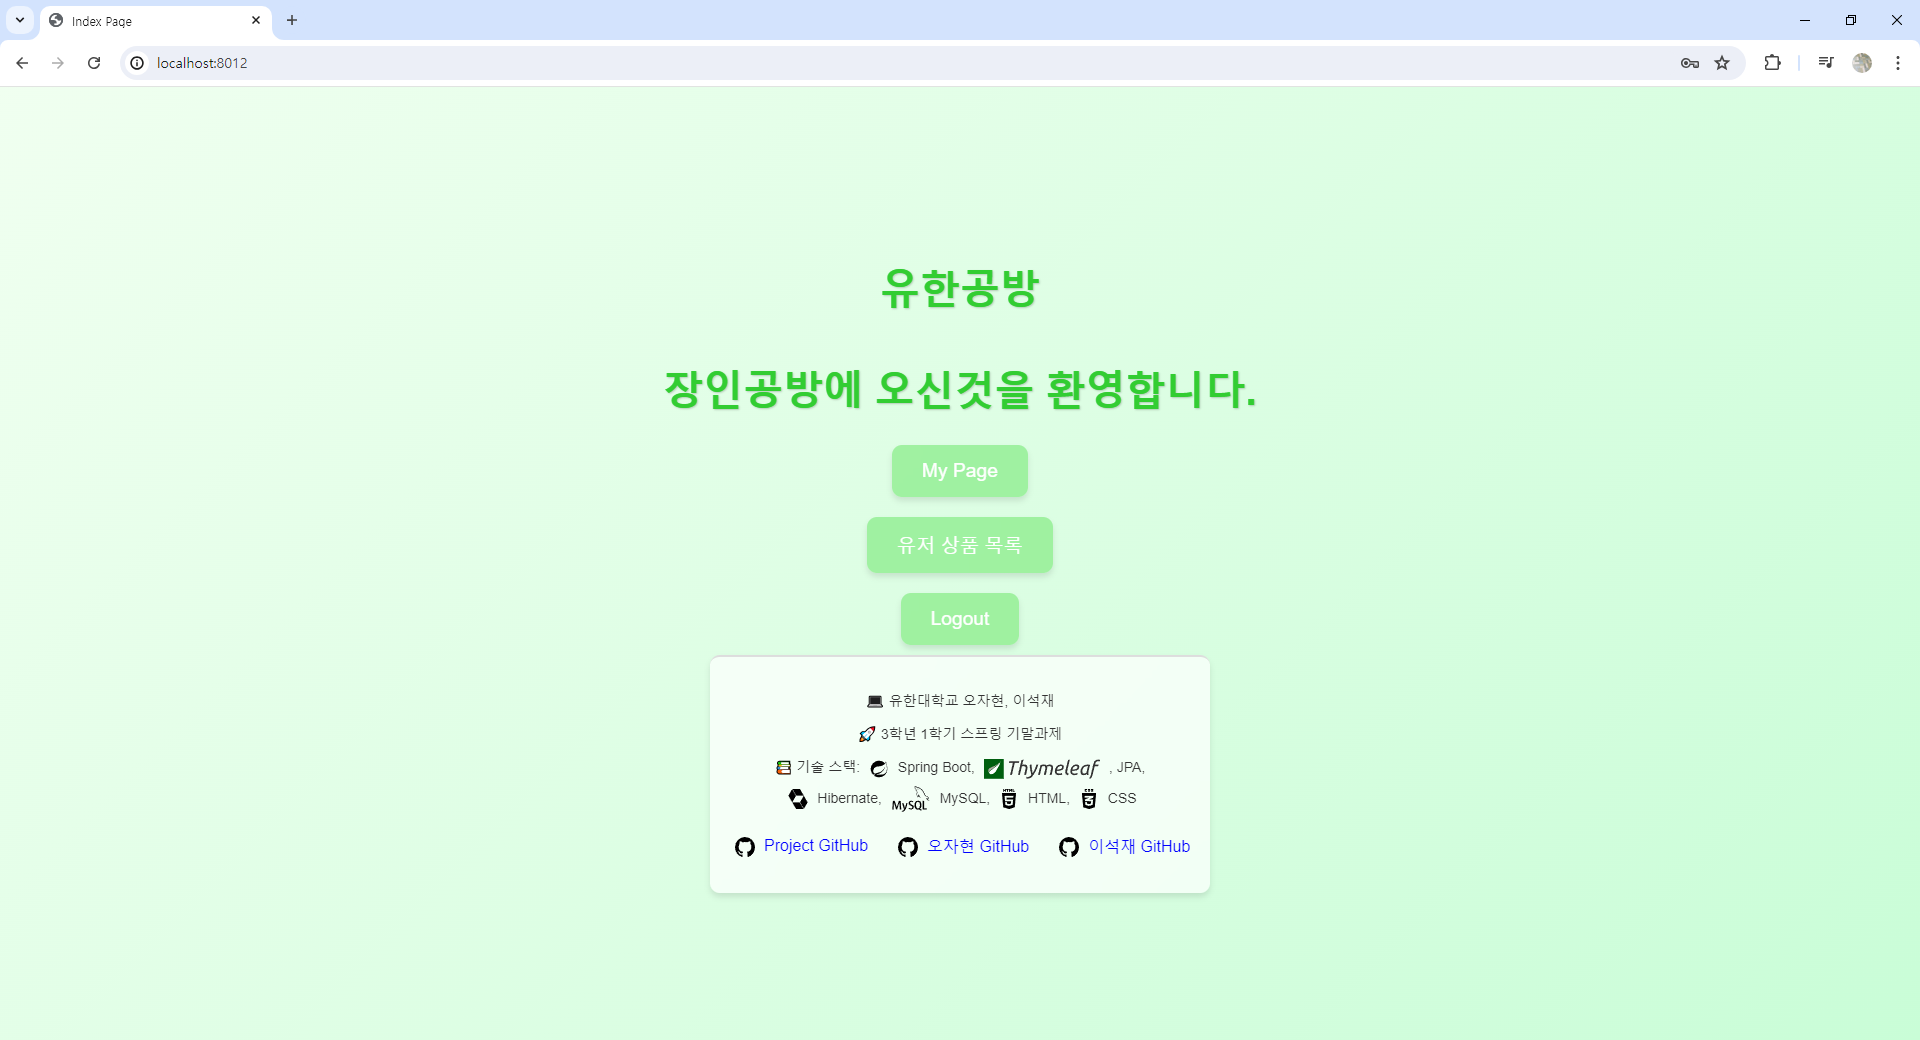 Index Page
localhost:8012
유한공방
장인공방에 오신것을 환영합니다.
My Page
유저 상품 목록
Logout
유한대학교 오자현, 이석재
3학년 1학기 스프링 기말과제
기술 스택: Spring Boot, Thymeleaf , JPA,
Hibernate, MySQL MySQL, HTML 5 HTML, CSS 3 CSS
Project GitHub 오자현 GitHub 이석재 GitHub